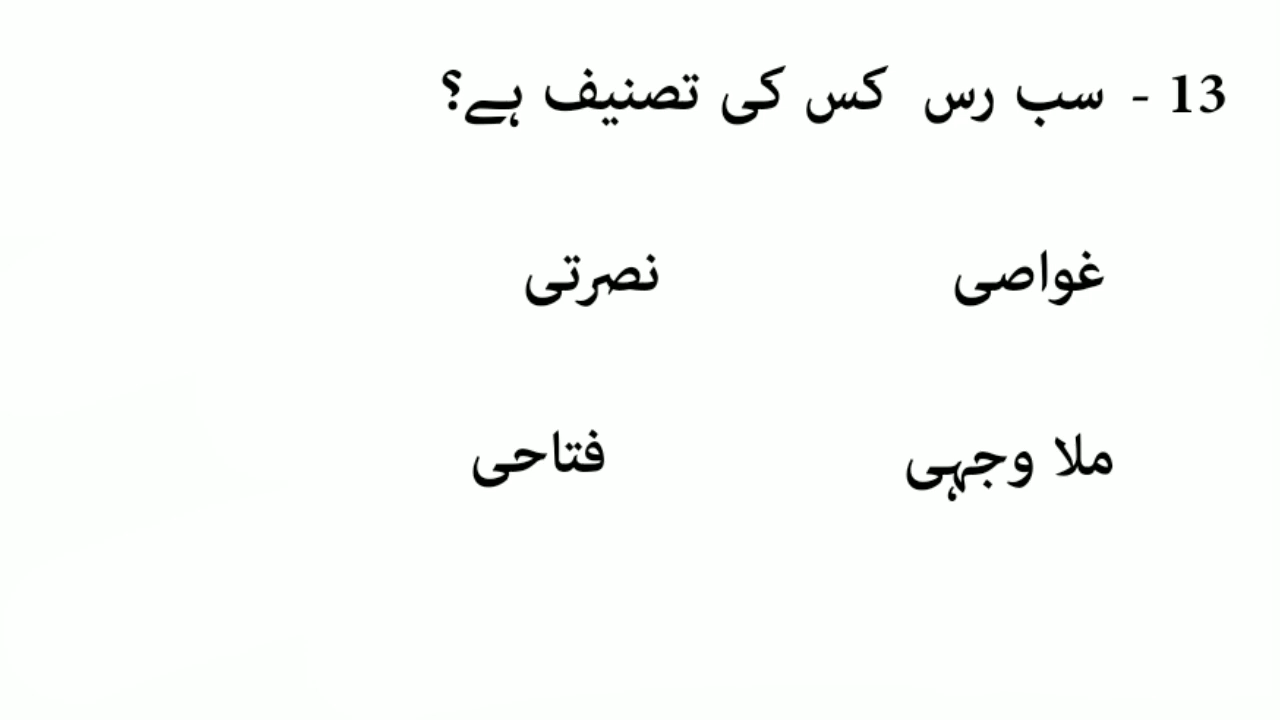 13 - سب رس کس کی تصنیف ہے؟
غواصی نصرتی
ملا وجہی فتاحی